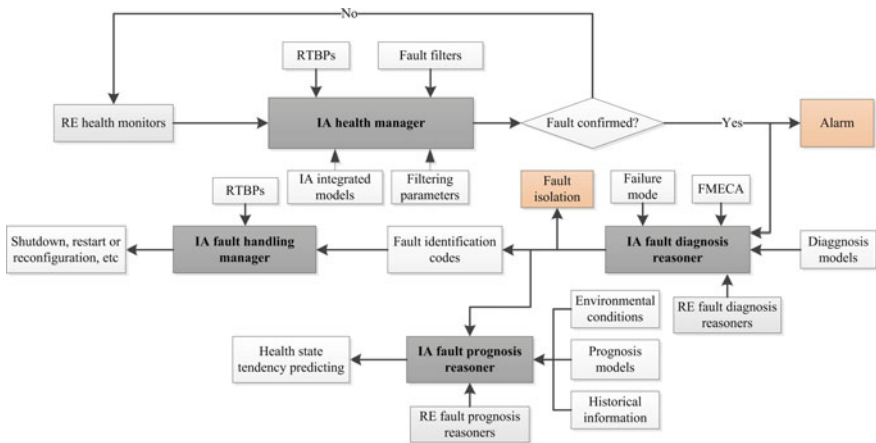 No
RTBPs
Fault filters
RE health monitors
IA health manager
Fault confirmed?
Yes
Alarm
IA integrated
models
Filtering
parameters
RTBPs
Fault
isolation
Failure
mode
FMECA
Shutdown, restart or
reconfiguration, etc
IA fault handling
manager
Fault identification
codes
IA fault diagnosis
reasoner
Diaggnosis
models
RE fault diagnosis
reasoners
Environmental
conditions
Health state
tendency predicting
IA fault prognosis
reasoner
Prognosis
models
RE fault prognosis
reasoners
Historical
information